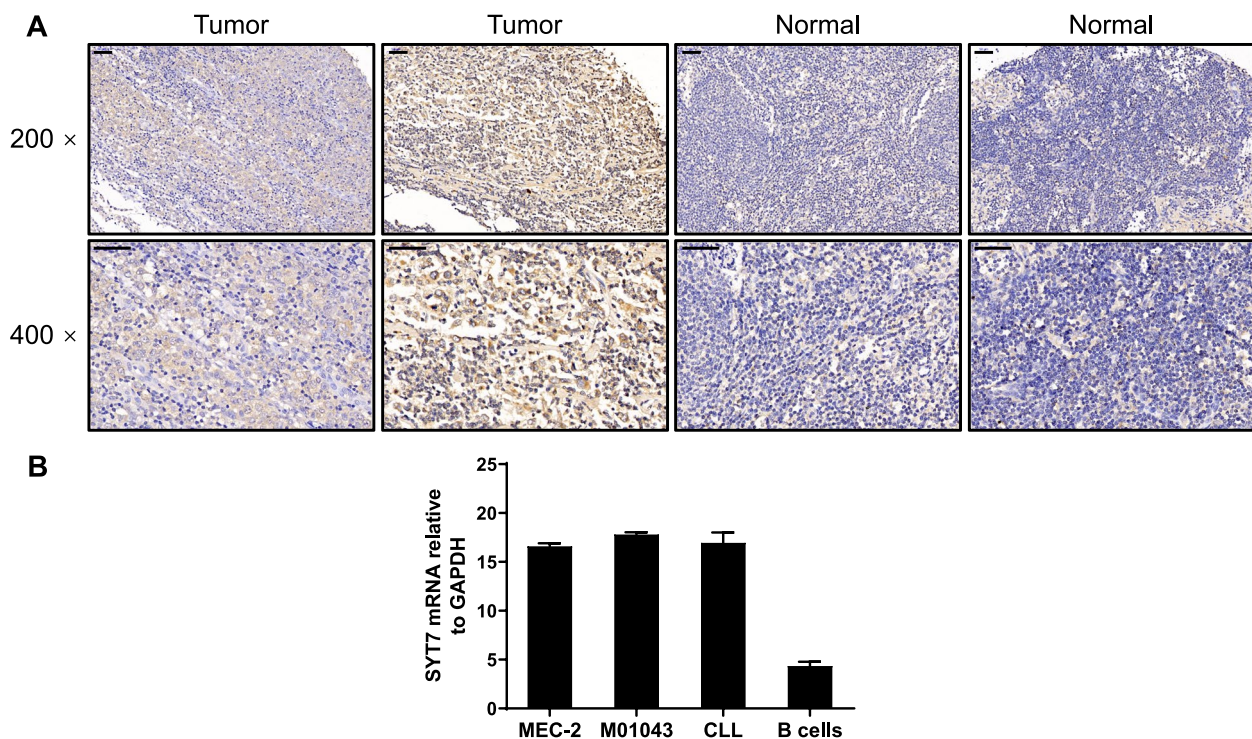 A
Tumor Tumor Normal Normal
200 ×
400 ×
B
SYT7 mRNA relative
to GAPDH
25
20
15
10
5
0
MEC-2 M01043 CLL B cells